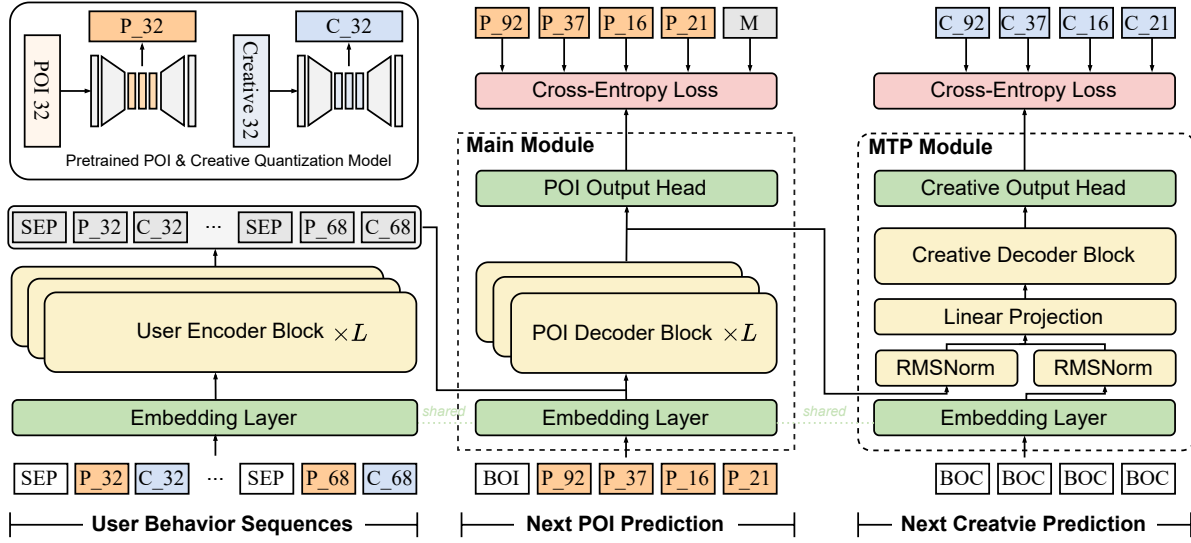 P_32
C_32
POI 32
Creative 32
Pretrained POI & Creative Quantization Model
SEP P_32 C_32 ... SEP P_68 C_68
User Encoder Block ×L
Embedding Layer
SEP P_32 C_32 ... SEP P_68 C_68
User Behavior Sequences
P_92 P_37 P_16 P_21 M
Cross-Entropy Loss
Main Module
POI Output Head
POI Decoder Block ×L
shared
Embedding Layer
BOI P_92 P_37 P_16 P_21
Next POI Prediction
C_92 C_37 C_16 C_21
Cross-Entropy Loss
MTP Module
Creative Output Head
Creative Decoder Block
Linear Projection
RMSNorm RMSNorm
shared
Embedding Layer
BOC BOC BOC BOC
Next Creatvie Prediction